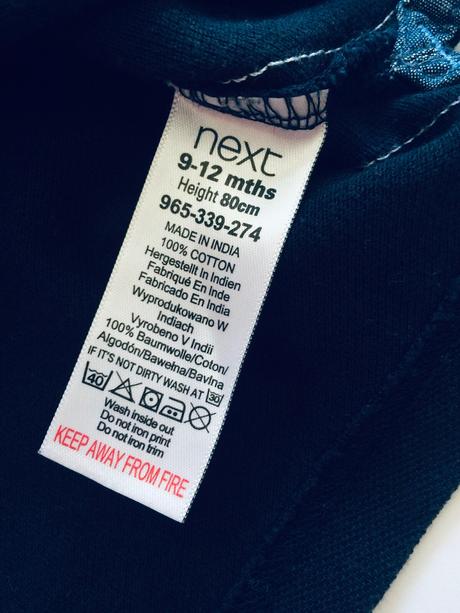 next
9-12 mths
Height 80cm
965-339-274
MADE IN INDIA
100% COTTON
Hergestellt In Indien
Fabriqué En Inde
Fabricado En India
Wyprodukowano W
Indiach
Vyrobeno V Indii
100% Baumwolle/Coton/
Algodón/Bawełna/Bavlna
IF IT'S NOT DIRTY WASH AT 30
40
Wash inside out
Do not iron print
Do not iron trim
KEEP AWAY FROM FIRE